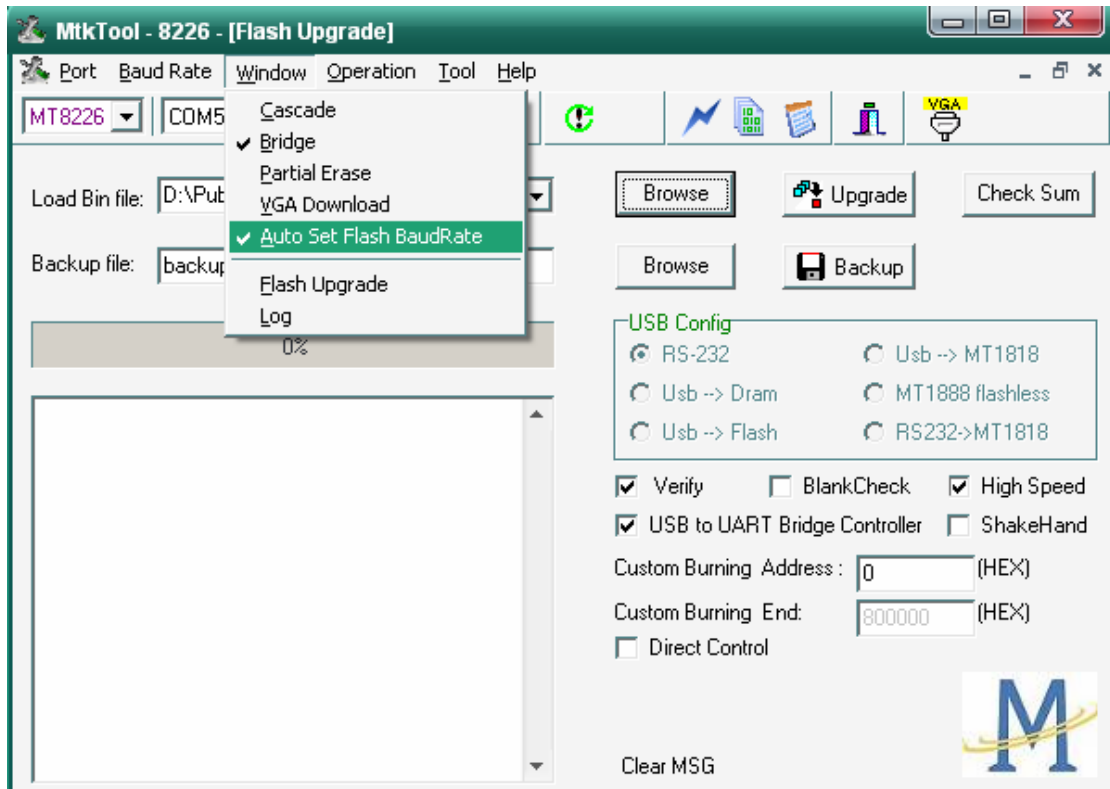 MtkTool - 8226 - [Flash Upgrade]
Port Baud Rate Window Operation Tool Help
MT8226 COM5
VGA
Cascade
Bridge
Partial Erase
VGA Download
Auto Set Flash BaudRate
Flash Upgrade
Log
Load Bin file: D:\Pub
Browse Upgrade Check Sum
Backup file: backup
Browse Backup
0%
USB Config
RS-232 Usb --> MT1818
Usb --> Dram MT1888 flashless
Usb --> Flash RS232->MT1818
Verify BlankCheck High Speed
USB to UART Bridge Controller ShakeHand
Custom Burning Address : 0 (HEX)
Custom Burning End: 800000 (HEX)
Direct Control
Clear MSG
M